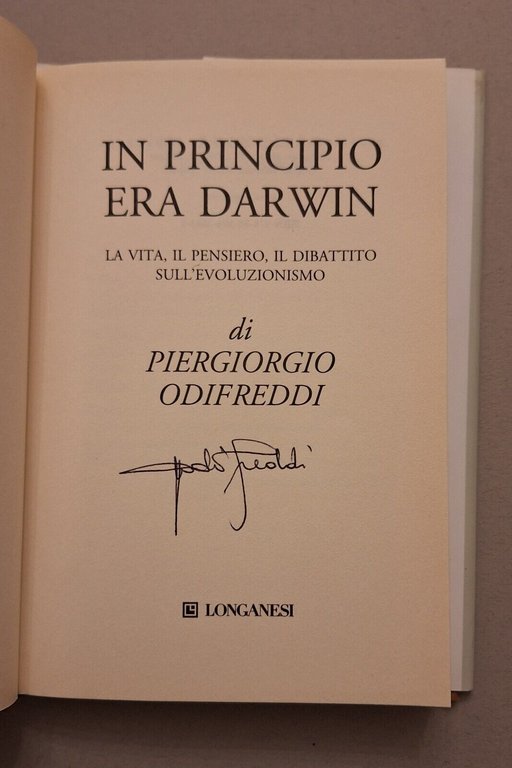 IN PRINCIPIO
ERA DARWIN
LA VITA, IL PENSIERO, IL DIBATTITO
SULL'EVOLUZIONISMO
di
PIERGIORGIO
ODIFREDDI
LONGANESI